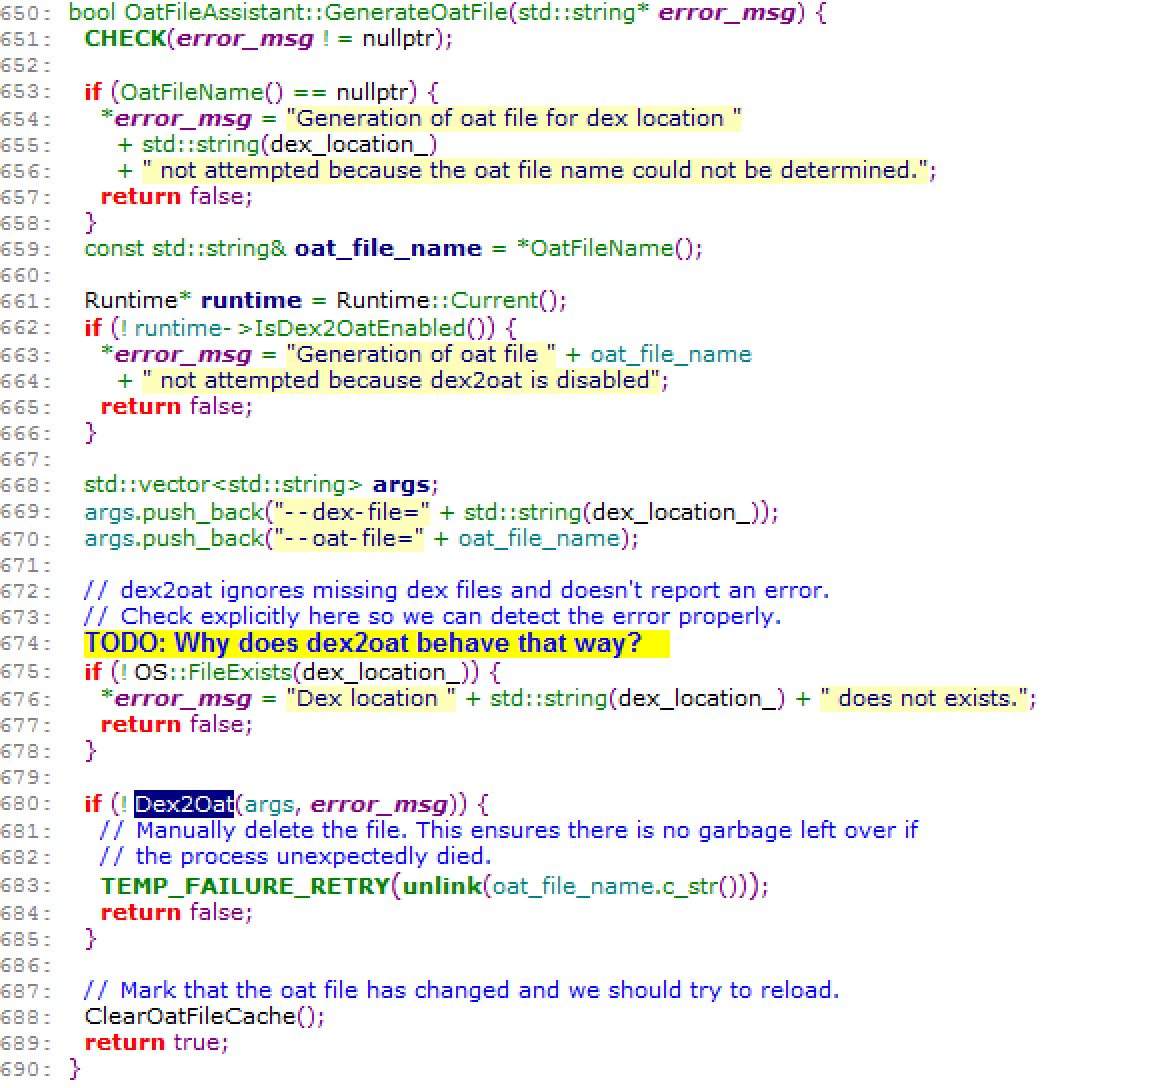 650: bool OatFileAssistant::GenerateOatFile(std::string* error_msg) {
651:   CHECK(error_msg != nullptr);
652:
653:   if (OatFileName() == nullptr) {
654:     *error_msg = "Generation of oat file for dex location "
655:       + std::string(dex_location_)
656:       + " not attempted because the oat file name could not be determined.";
657:     return false;
658:   }
659:   const std::string& oat_file_name = *OatFileName();
660:
661:   Runtime* runtime = Runtime::Current();
662:   if (!runtime->IsDex2OatEnabled()) {
663:     *error_msg = "Generation of oat file " + oat_file_name
664:       + " not attempted because dex2oat is disabled";
665:     return false;
666:   }
667:
668:   std::vector<std::string> args;
669:   args.push_back("--dex-file=" + std::string(dex_location_));
670:   args.push_back("--oat-file=" + oat_file_name);
671:
672:   // dex2oat ignores missing dex files and doesn't report an error.
673:   // Check explicitly here so we can detect the error properly.
674:   TODO: Why does dex2oat behave that way?
675:   if (!OS::FileExists(dex_location_)) {
676:     *error_msg = "Dex location " + std::string(dex_location_) + " does not exists.";
677:     return false;
678:   }
679:
680:   if (!Dex2Oat(args, error_msg)) {
681:     // Manually delete the file. This ensures there is no garbage left over if
682:     // the process unexpectedly died.
683:     TEMP_FAILURE_RETRY(unlink(oat_file_name.c_str()));
684:     return false;
685:   }
686:
687:   // Mark that the oat file has changed and we should try to reload.
688:   ClearOatFileCache();
689:   return true;
690: }